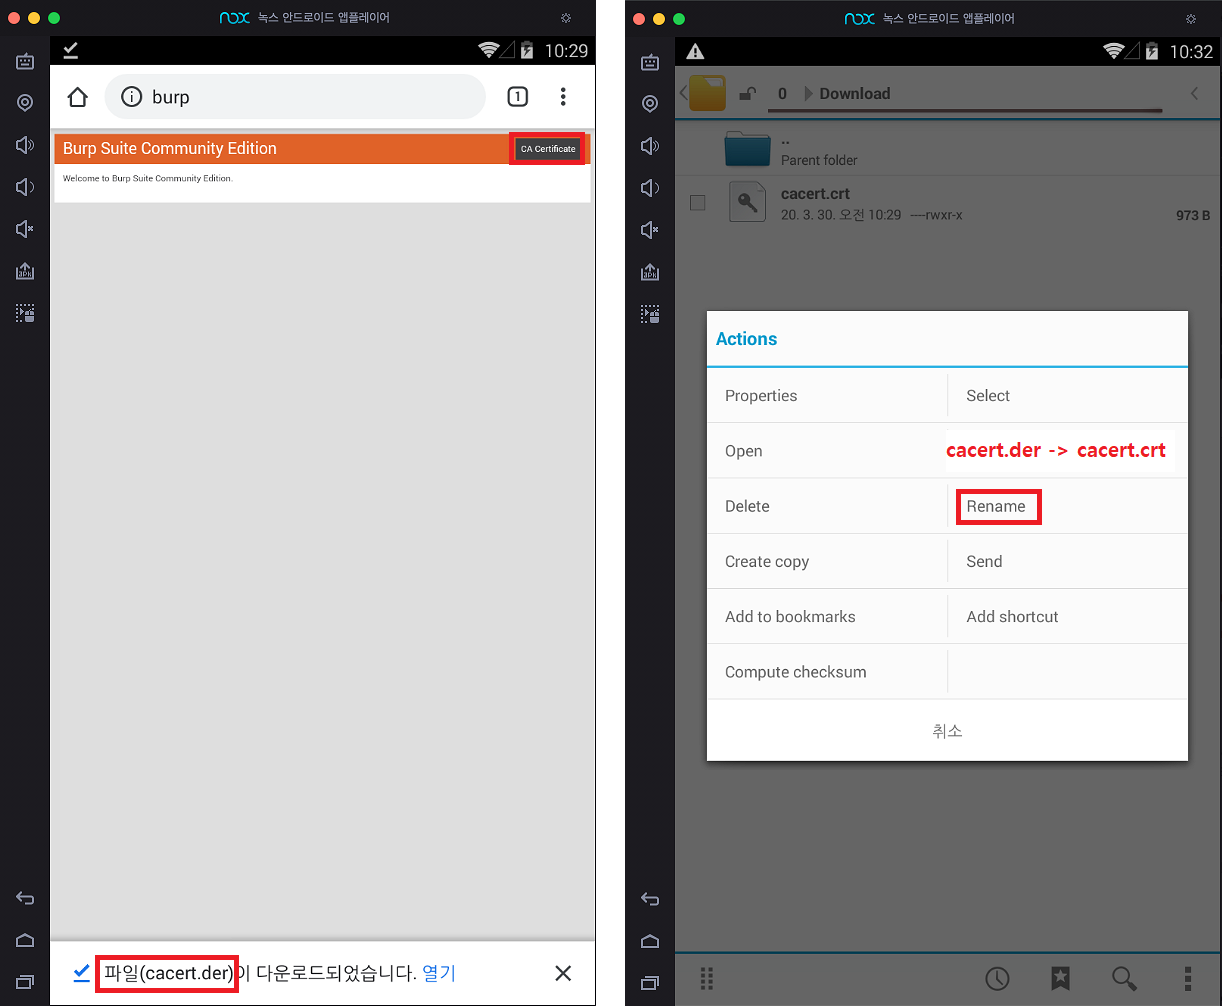 nox 녹스 안드로이드 앱플레이어
10:29
burp
1
Burp Suite Community Edition
CA Certificate
Welcome to Burp Suite Community Edition.
파일(cacert.der)이 다운로드되었습니다. 열기
nox 녹스 안드로이드 앱플레이어
10:32
0 Download
..
Parent folder
cacert.crt
20. 3. 30. 오전 10:29 ----rwxr-x
973 B
Actions
Properties
Select
Open
cacert.der -> cacert.crt
Delete
Rename
Create copy
Send
Add to bookmarks
Add shortcut
Compute checksum
취소